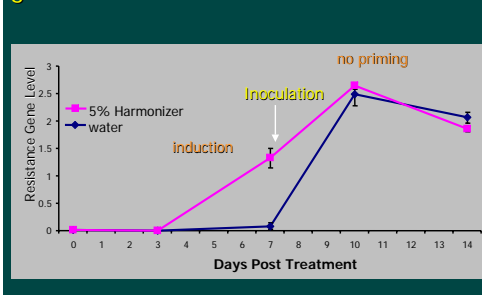 no priming
3
2.5
2
1.5
1
0.5
0
Resistance Gene Level
5% Harmonizer
water
Inoculation
induction
0 1 2 3 4 5 6 7 8 9 10 11 12 13 14
Days Post Treatment